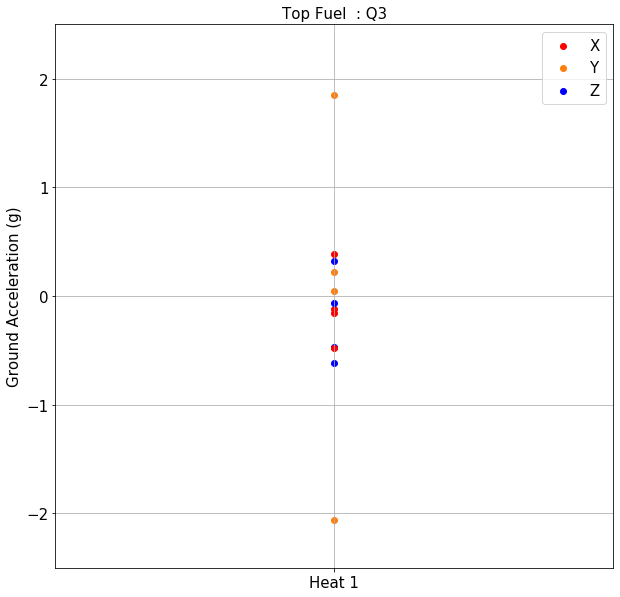 Top Fuel  : Q3
X
Y
Z
2
1
0
−1
−2
Ground Acceleration (g)
Heat 1